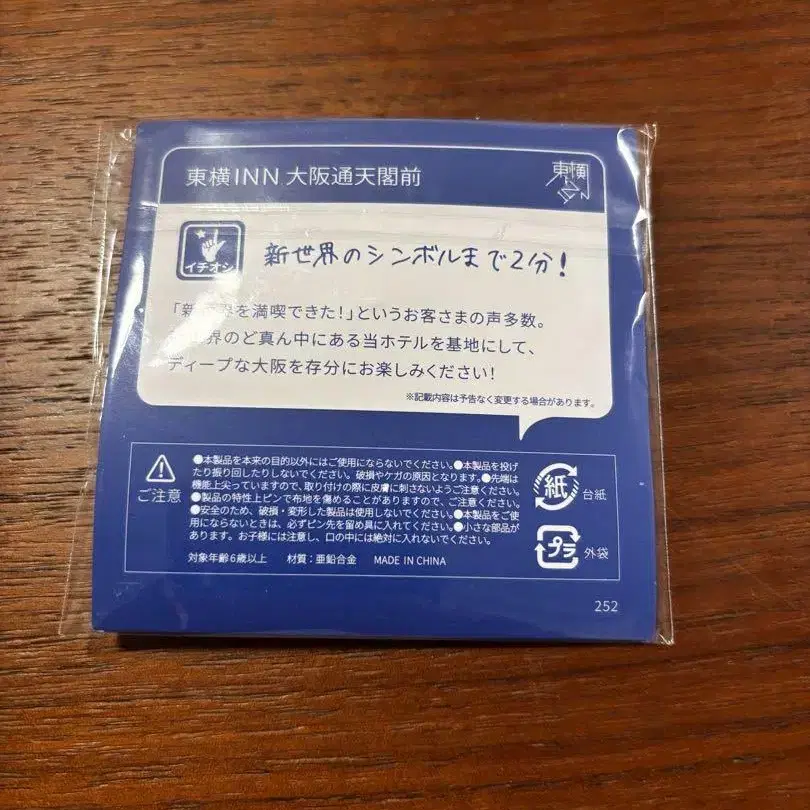 東横INN 大阪通天閣前
東横INN
イチオシ
新世界のシンボルまで2分!
「新世界を満喫できた!」というお客さまの声多数。
界のど真ん中にある当ホテルを基地にして、
ディープな大阪を存分にお楽しみください!
※記載内容は予告なく変更する場合があります。
ご注意
●本製品を本来の目的以外にはご使用にならないでください。●本製品を投げ
たり振り回したりしないでください。破損やケガの原因となります。●先端は
機能上尖っていますので、取り付けの際に皮膚に刺さないようご注意ください。
●製品の特性上ピンで布地を傷めることがありますので、ご注意ください。
●安全のため、破損・変形した製品は使用しないでください。●本製品をご使
用にならないときは、必ずピン先を留め具に入れてください。●小さな部品が
あります。お子様には注意し、口の中には絶対に入れないでください。
対象年齢6歳以上 材質:亜鉛合金 MADE IN CHINA
紙 台紙
プラ 外袋
252